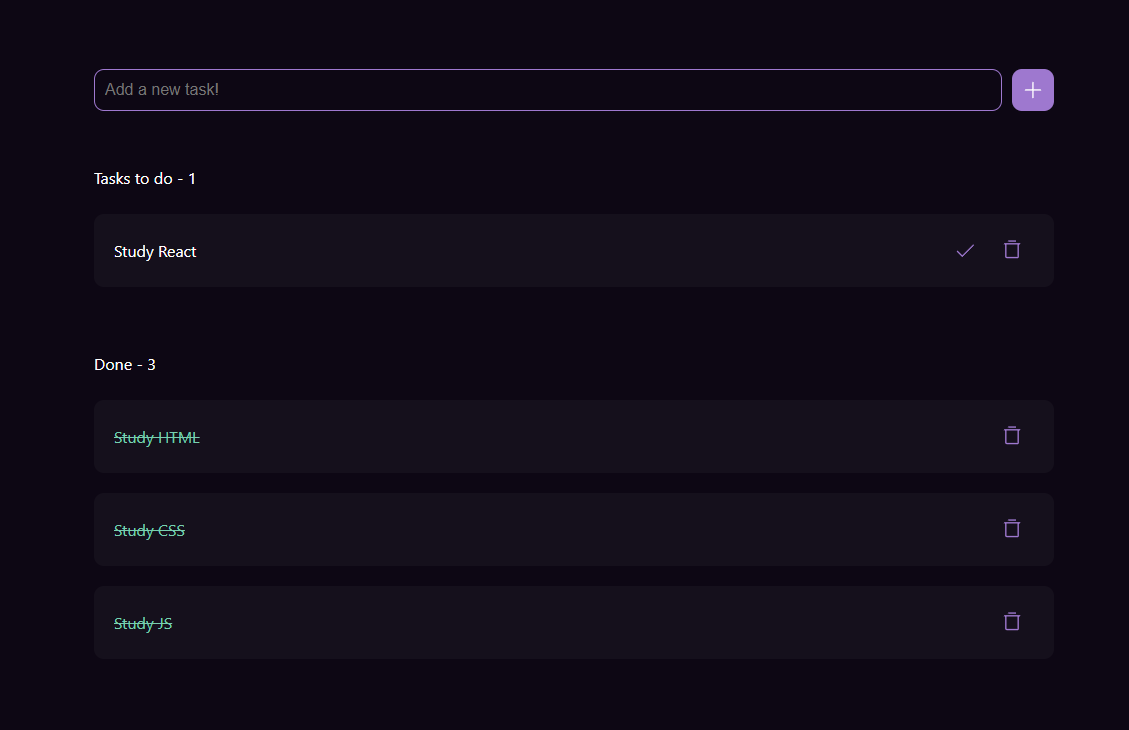 Add a new task!
Tasks to do - 1
Study React
Done - 3
Study HTML
Study CSS
Study JS